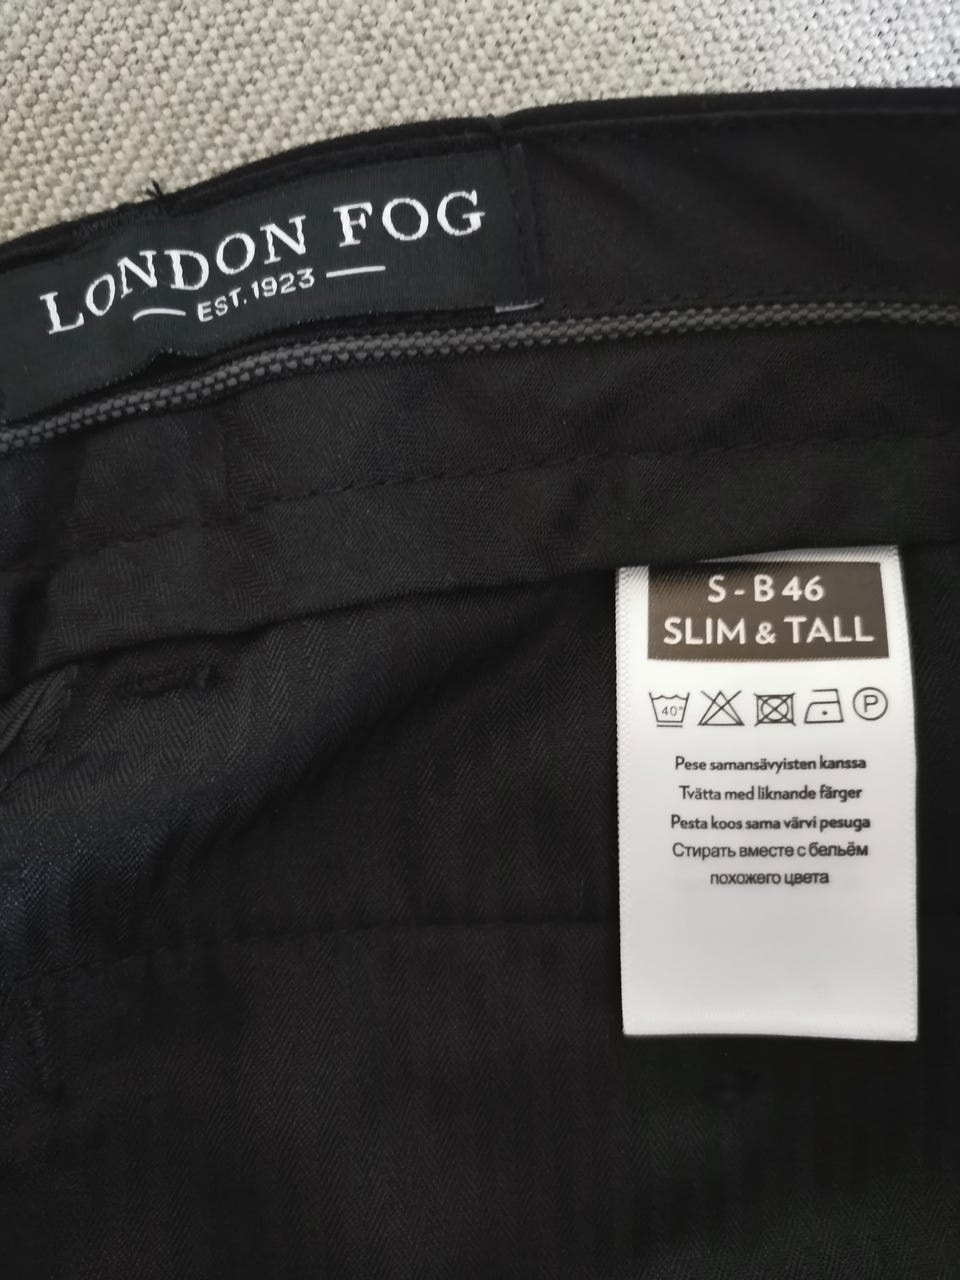 LONDON FOG
EST. 1923
S - B 46
SLIM & TALL
40° P
Pese samansävyisten kanssa
Tvätta med liknande färger
Pesta koos sama värvi pesuga
Стирать вместе с бельём
похожего цвета